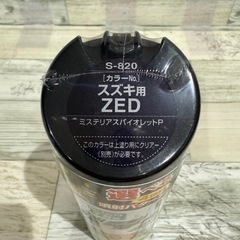 S-820
[カラーNo.]
スズキ用
ZED
ミステリアスバイオレットP
このカラーは上塗り用にクリアー
(別売)が必要です